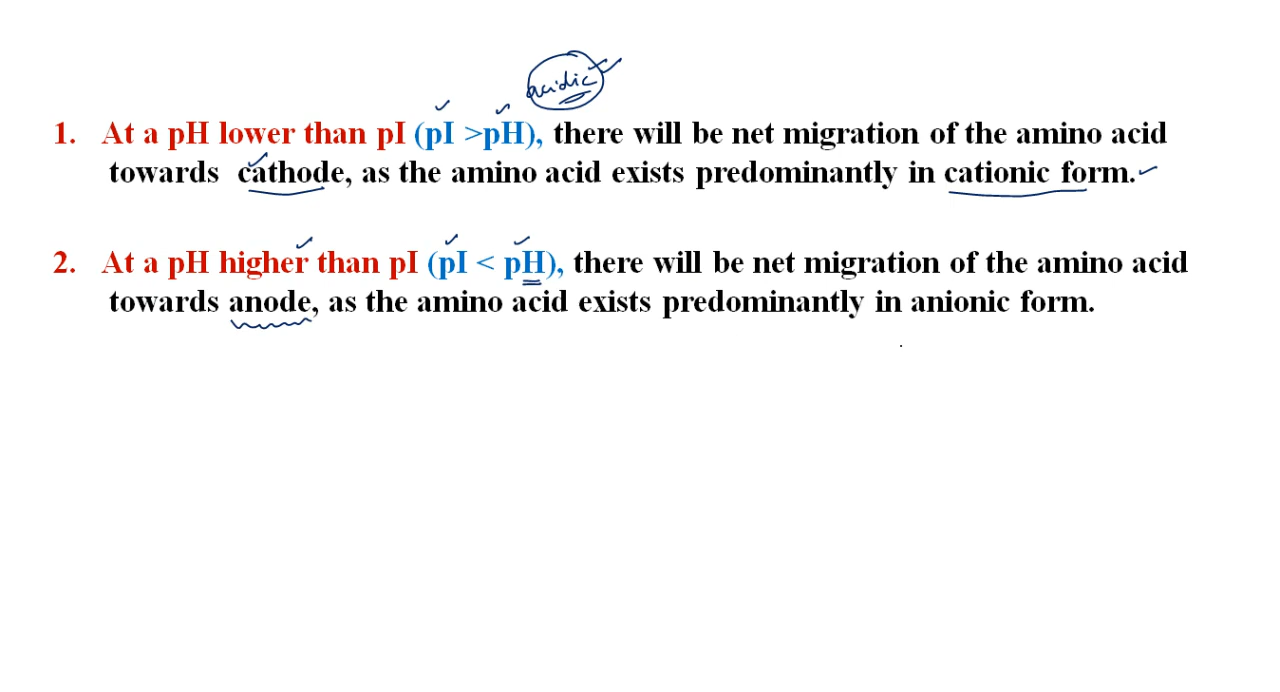 acidic
1. At a pH lower than pI (pI >pH), there will be net migration of the amino acid
towards cathode, as the amino acid exists predominantly in cationic form.
2. At a pH higher than pI (pI < pH), there will be net migration of the amino acid
towards anode, as the amino acid exists predominantly in anionic form.